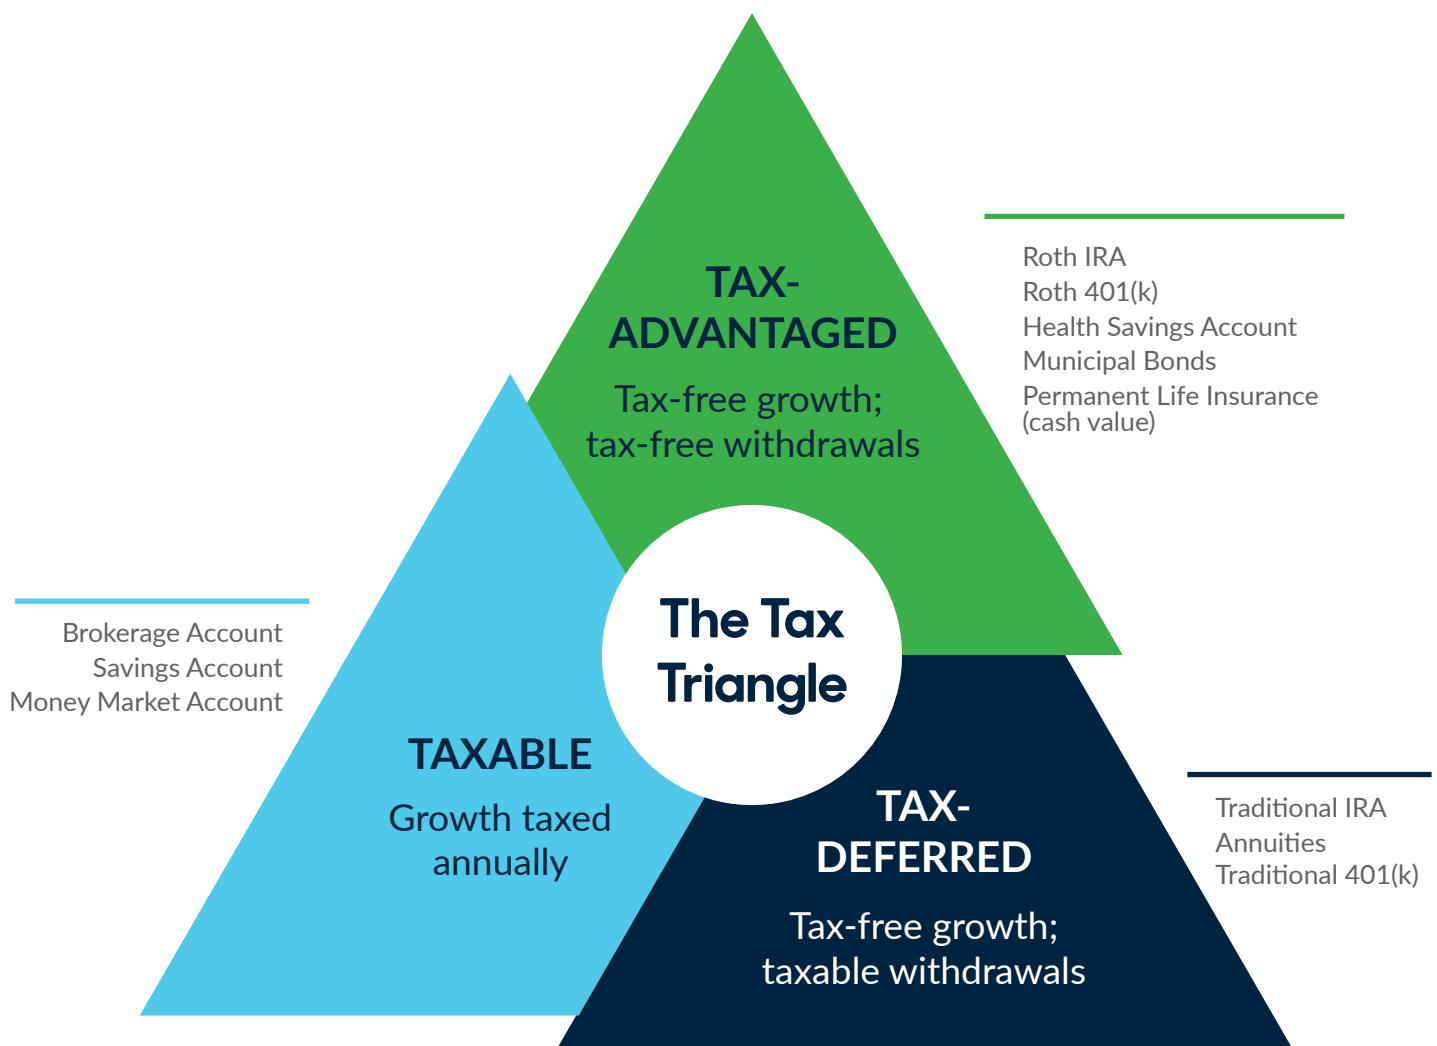 TAX-
ADVANTAGED
Tax-free growth;
tax-free withdrawals
Roth IRA
Roth 401(k)
Health Savings Account
Municipal Bonds
Permanent Life Insurance
(cash value)
The Tax
Triangle
Brokerage Account
Savings Account
Money Market Account
TAXABLE
Growth taxed
annually
TAX-
DEFERRED
Tax-free growth;
taxable withdrawals
Traditional IRA
Annuities
Traditional 401(k)